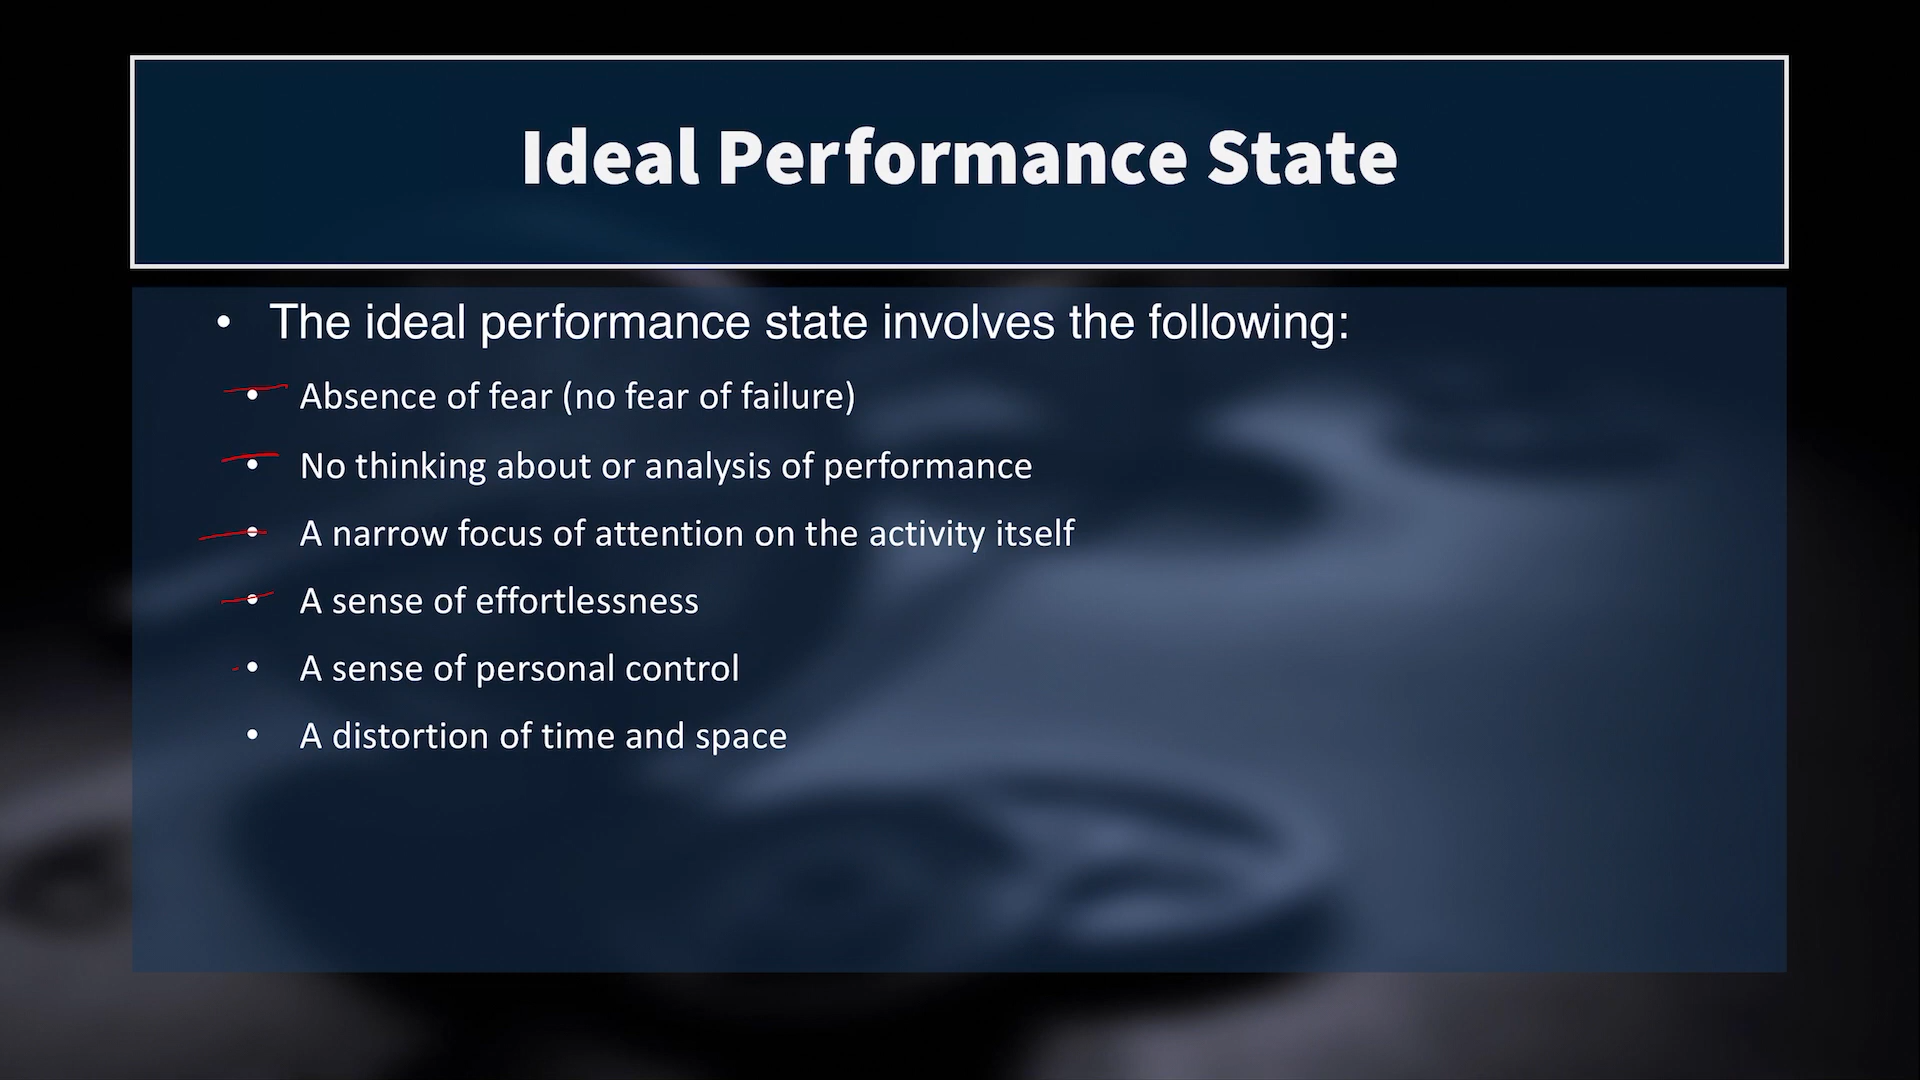 Ideal Performance State
• The ideal performance state involves the following:
• Absence of fear (no fear of failure)
• No thinking about or analysis of performance
• A narrow focus of attention on the activity itself
• A sense of effortlessness
• A sense of personal control
• A distortion of time and space